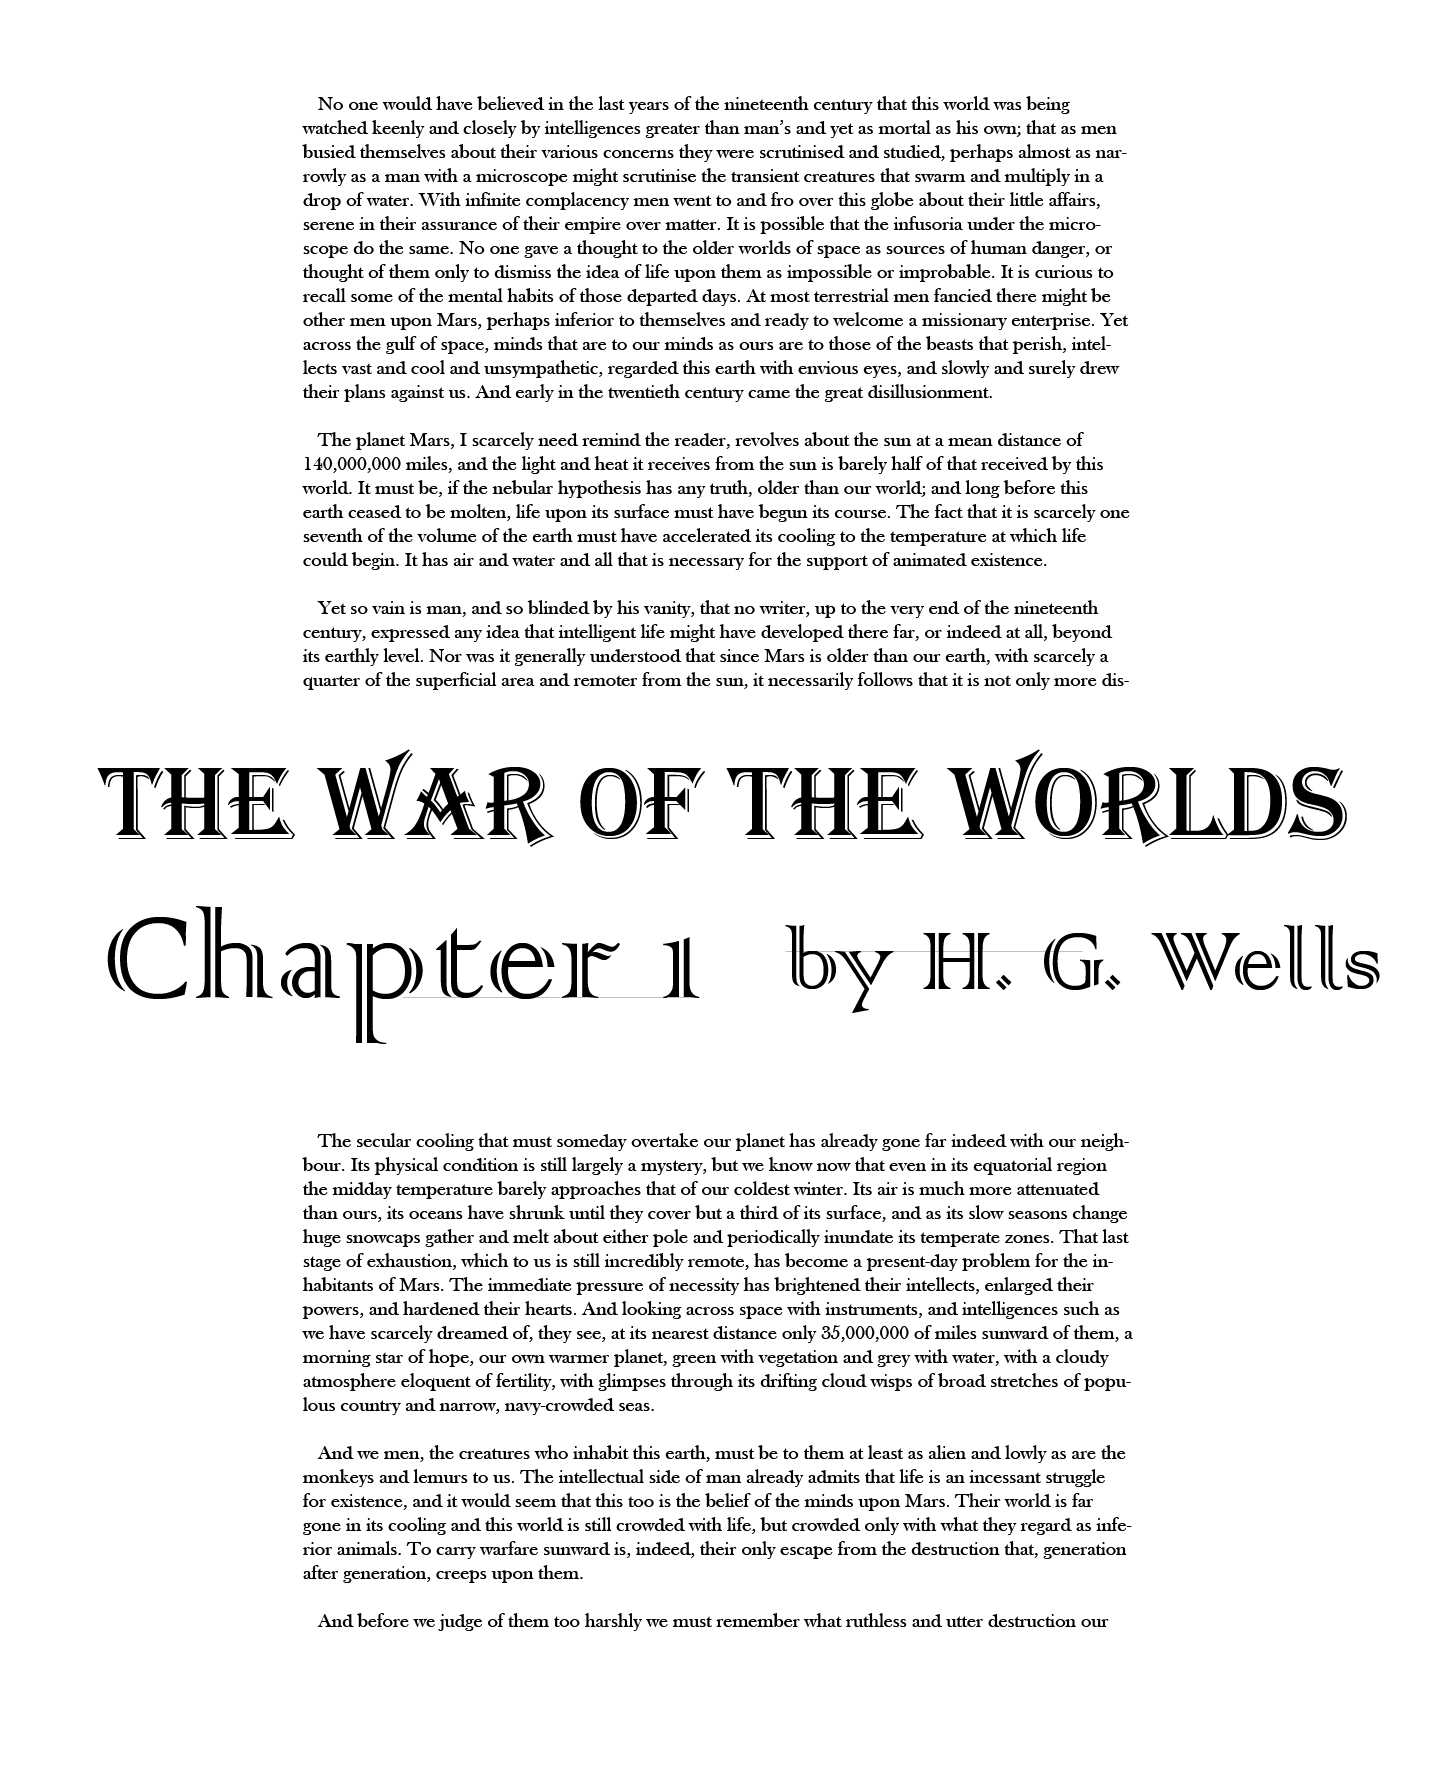 No one would have believed in the last years of the nineteenth century that this world was being
watched keenly and closely by intelligences greater than man’s and yet as mortal as his own; that as men
busied themselves about their various concerns they were scrutinised and studied, perhaps almost as nar-
rowly as a man with a microscope might scrutinise the transient creatures that swarm and multiply in a
drop of water. With infinite complacency men went to and fro over this globe about their little affairs,
serene in their assurance of their empire over matter. It is possible that the infusoria under the micro-
scope do the same. No one gave a thought to the older worlds of space as sources of human danger, or
thought of them only to dismiss the idea of life upon them as impossible or improbable. It is curious to
recall some of the mental habits of those departed days. At most terrestrial men fancied there might be
other men upon Mars, perhaps inferior to themselves and ready to welcome a missionary enterprise. Yet
across the gulf of space, minds that are to our minds as ours are to those of the beasts that perish, intel-
lects vast and cool and unsympathetic, regarded this earth with envious eyes, and slowly and surely drew
their plans against us. And early in the twentieth century came the great disillusionment.
The planet Mars, I scarcely need remind the reader, revolves about the sun at a mean distance of
140,000,000 miles, and the light and heat it receives from the sun is barely half of that received by this
world. It must be, if the nebular hypothesis has any truth, older than our world; and long before this
earth ceased to be molten, life upon its surface must have begun its course. The fact that it is scarcely one
seventh of the volume of the earth must have accelerated its cooling to the temperature at which life
could begin. It has air and water and all that is necessary for the support of animated existence.
Yet so vain is man, and so blinded by his vanity, that no writer, up to the very end of the nineteenth
century, expressed any idea that intelligent life might have developed there far, or indeed at all, beyond
its earthly level. Nor was it generally understood that since Mars is older than our earth, with scarcely a
quarter of the superficial area and remoter from the sun, it necessarily follows that it is not only more dis-
THE WAR OF THE WORLDS
Chapter 1 by H. G. Wells
The secular cooling that must someday overtake our planet has already gone far indeed with our neigh-
bour. Its physical condition is still largely a mystery, but we know now that even in its equatorial region
the midday temperature barely approaches that of our coldest winter. Its air is much more attenuated
than ours, its oceans have shrunk until they cover but a third of its surface, and as its slow seasons change
huge snowcaps gather and melt about either pole and periodically inundate its temperate zones. That last
stage of exhaustion, which to us is still incredibly remote, has become a present-day problem for the in-
habitants of Mars. The immediate pressure of necessity has brightened their intellects, enlarged their
powers, and hardened their hearts. And looking across space with instruments, and intelligences such as
we have scarcely dreamed of, they see, at its nearest distance only 35,000,000 of miles sunward of them, a
morning star of hope, our own warmer planet, green with vegetation and grey with water, with a cloudy
atmosphere eloquent of fertility, with glimpses through its drifting cloud wisps of broad stretches of popu-
lous country and narrow, navy-crowded seas.
And we men, the creatures who inhabit this earth, must be to them at least as alien and lowly as are the
monkeys and lemurs to us. The intellectual side of man already admits that life is an incessant struggle
for existence, and it would seem that this too is the belief of the minds upon Mars. Their world is far
gone in its cooling and this world is still crowded with life, but crowded only with what they regard as infe-
rior animals. To carry warfare sunward is, indeed, their only escape from the destruction that, generation
after generation, creeps upon them.
And before we judge of them too harshly we must remember what ruthless and utter destruction our